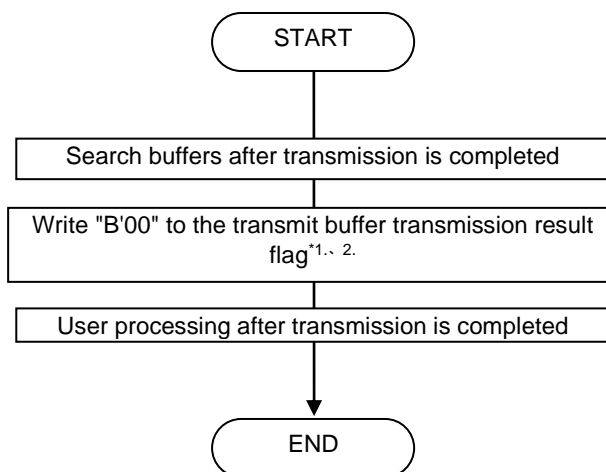 START
Search buffers after transmission is completed
Write "B'00" to the transmit buffer transmission result
flag*1.、2.
User processing after transmission is completed
END